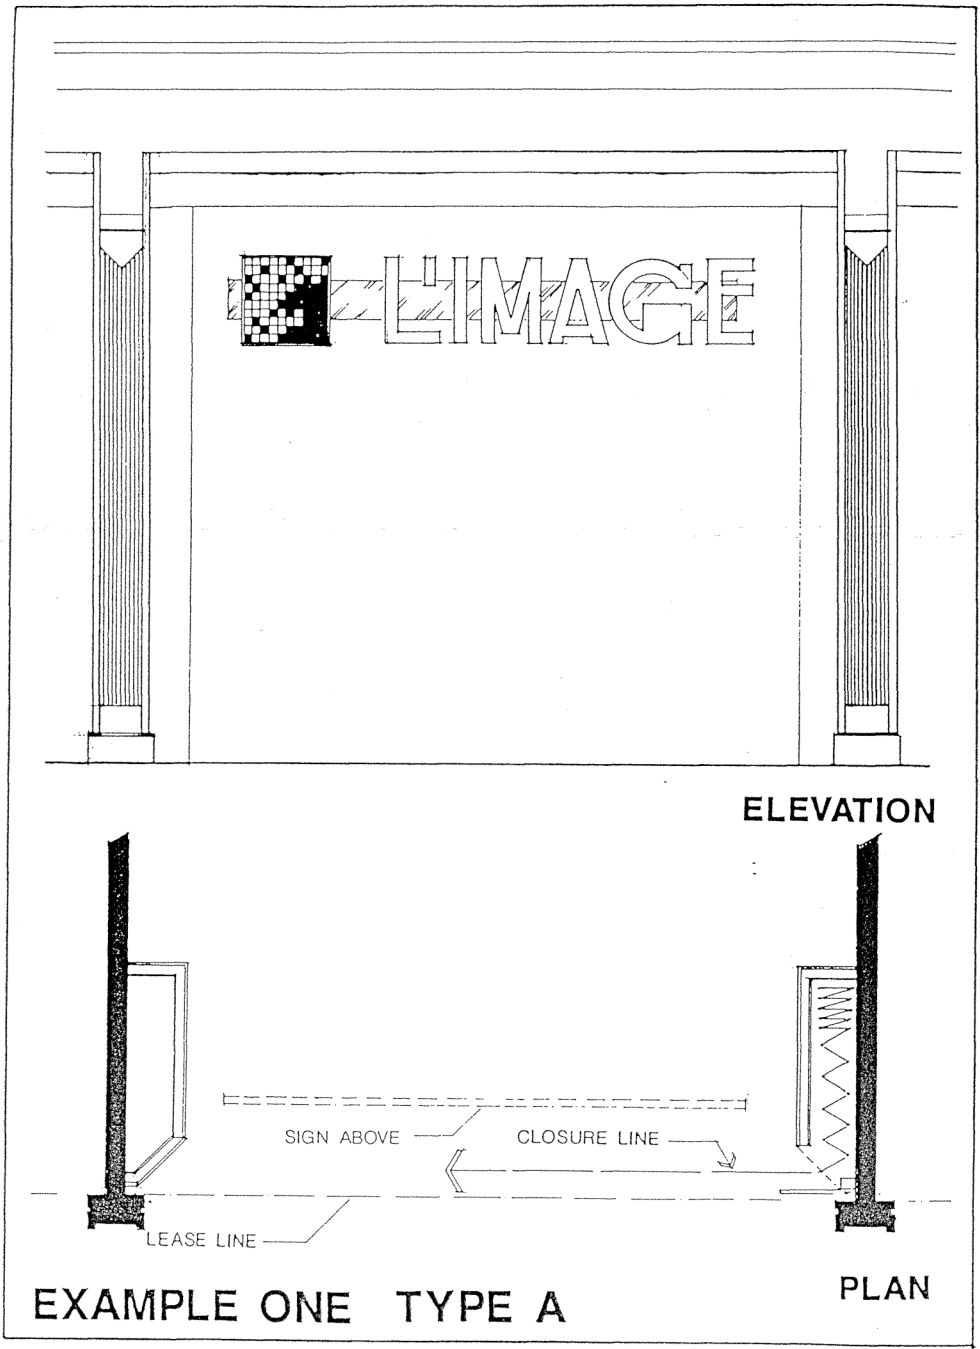 L'IMAGE
ELEVATION
SIGN ABOVE
CLOSURE LINE
LEASE LINE
PLAN
EXAMPLE ONE TYPE A